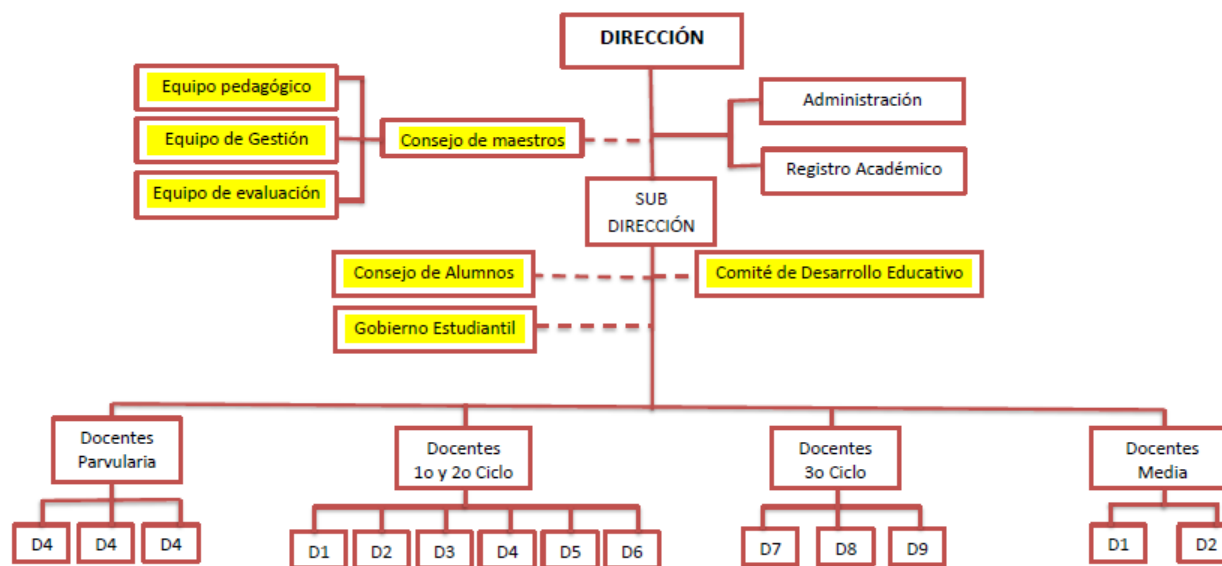 DIRECCIÓN
Equipo pedagógico
Administración
Equipo de Gestión
Consejo de maestros
Registro Académico
Equipo de evaluación
SUB
DIRECCIÓN
Consejo de Alumnos
Comité de Desarrollo Educativo
Gobierno Estudiantil
Docentes
Parvularia
Docentes
1o y 2o Ciclo
Docentes
3o Ciclo
Docentes
Media
D4
D4
D4
D1
D2
D3
D4
D5
D6
D7
D8
D9
D1
D2